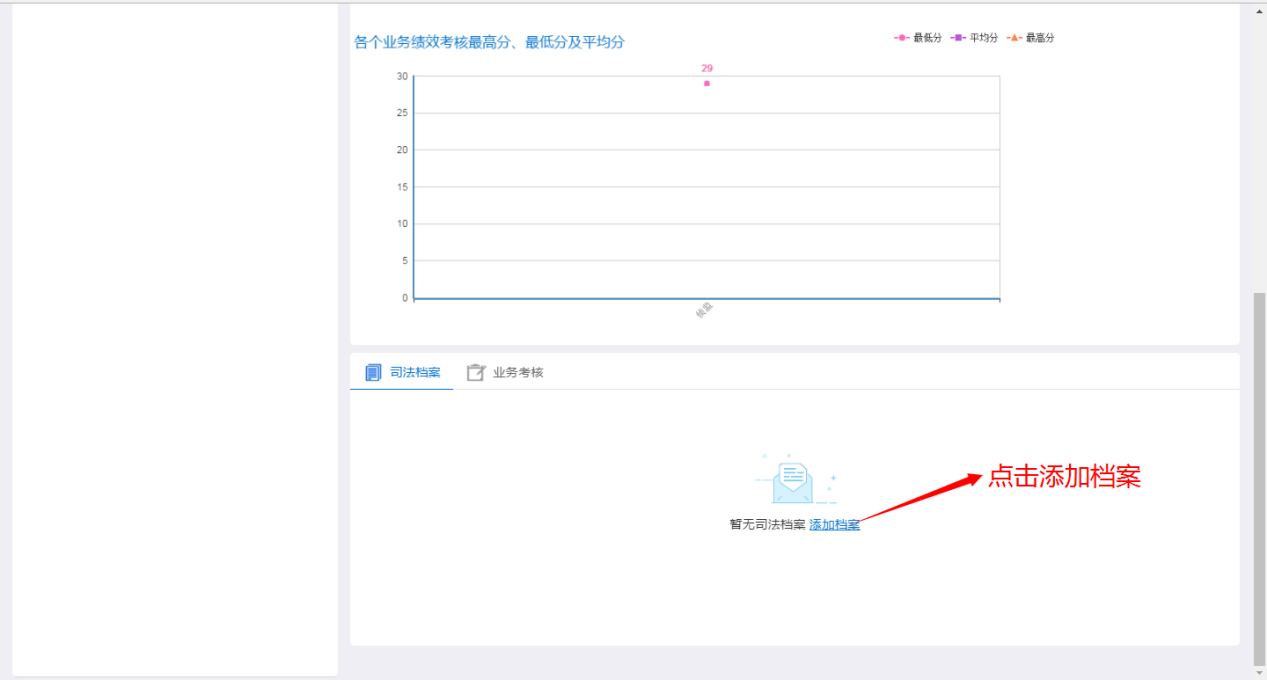 各个业务绩效考核最高分、最低分及平均分
最低分 平均分 最高分
29
30
25
20
15
10
5
0
侦监
司法档案 业务考核
点击添加档案
暂无司法档案 添加档案